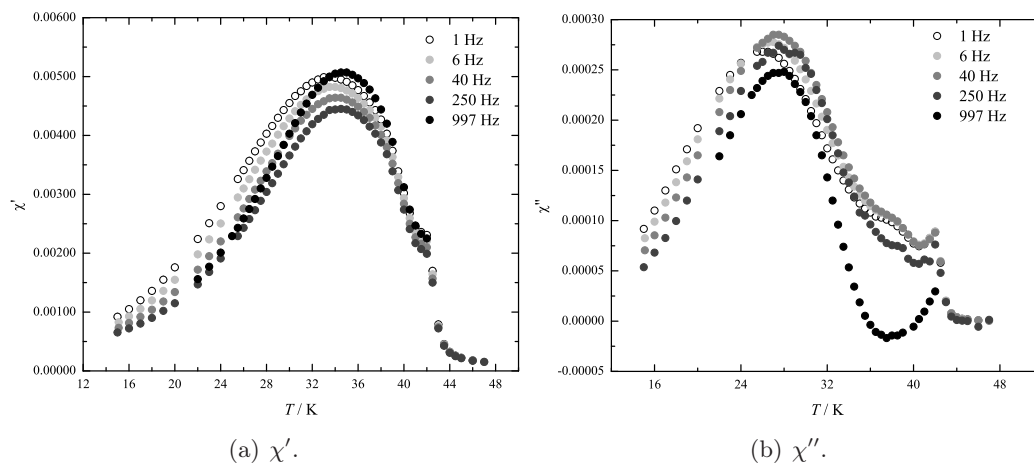 0.00600
0.00500
0.00400
0.00300
0.00200
0.00100
0.00000
χ'
12 16 20 24 28 32 36 40 44 48
T / K
1 Hz
6 Hz
40 Hz
250 Hz
997 Hz
(a) χ′.
0.00030
0.00025
0.00020
0.00015
0.00010
0.00005
0.00000
-0.00005
χ"
16 24 32 40 48
T / K
1 Hz
6 Hz
40 Hz
250 Hz
997 Hz
(b) χ′′.